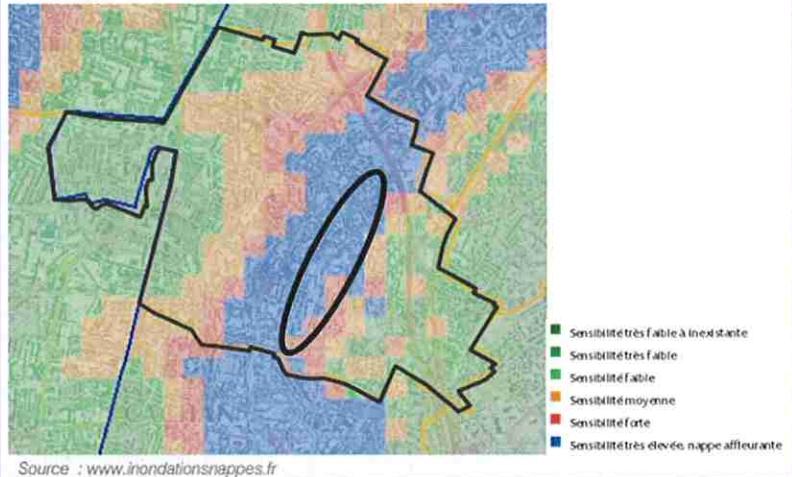 Sensibilité très faible à inexistante
Sensibilité très faible
Sensibilité faible
Sensibilité moyenne
Sensibilité forte
Sensibilité très élevée, nappe affleurante
Source : www.inondationsnappes.fr